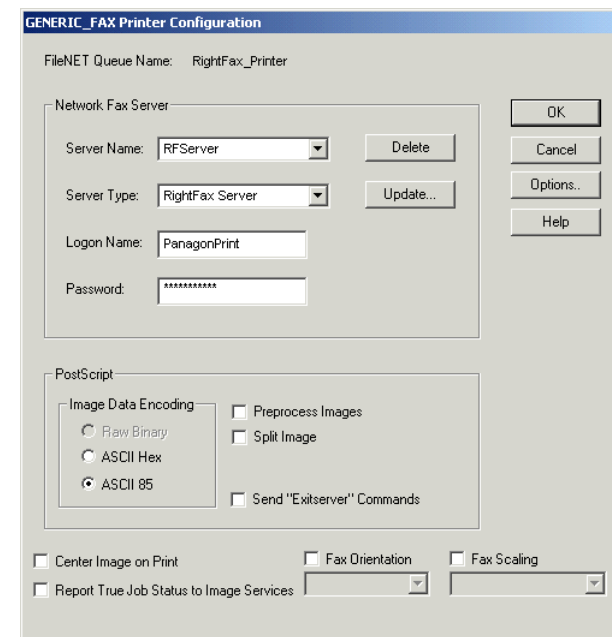 GENERIC_FAX Printer Configuration
FileNET Queue Name: RightFax_Printer
Network Fax Server
OK
Server Name: RFServer Delete
Cancel
Server Type: RightFax Server Update...
Options..
Logon Name: PanagonPrint
Help
Password: ***********
PostScript
Image Data Encoding
Preprocess Images
Raw Binary
Split Image
ASCII Hex
ASCII 85
Send "Exitserver" Commands
Center Image on Print
Fax Orientation
Fax Scaling
Report True Job Status to Image Services